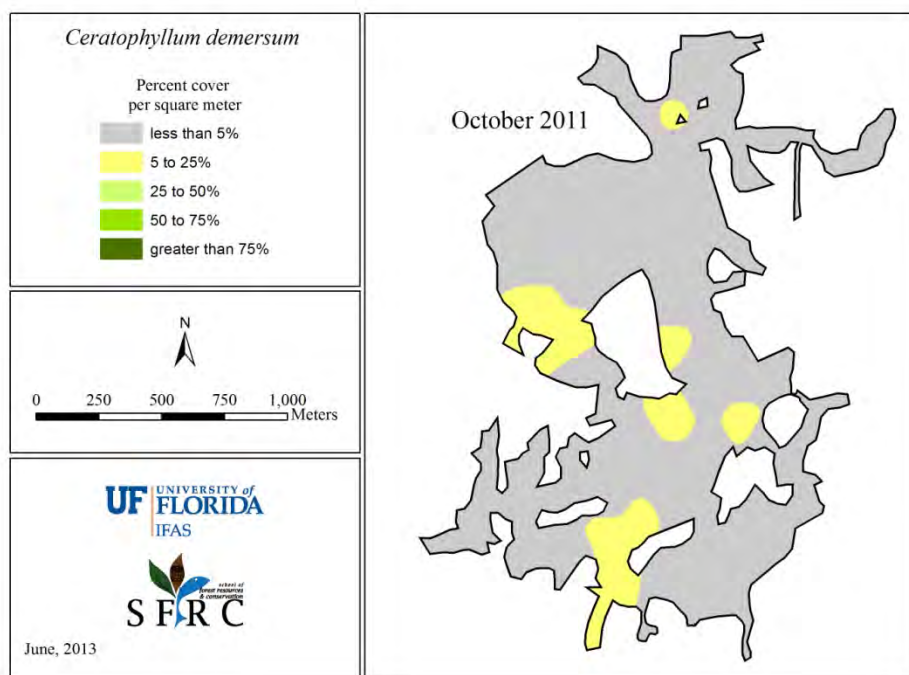 Ceratophyllum demersum
Percent cover
per square meter
less than 5%
5 to 25%
25 to 50%
50 to 75%
greater than 75%
N
0 250 500 750 1,000
Meters
UF UNIVERSITY of
FLORIDA
IFAS
school of
forest resources
& conservation
SFRC
June, 2013
October 2011